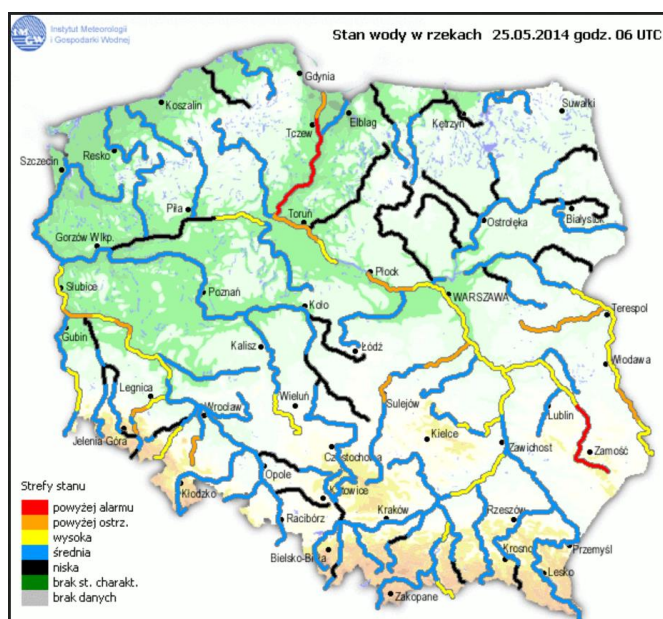 IMGW
Instytut Meteorologii
i Gospodarki Wodnej
Stan wody w rzekach 25.05.2014 godz. 06 UTC
Gdynia
Koszalin
Suwałki
Tczew
Elbląg
Kętrzyn
Resko
Szczecin
Piła
Toruń
Ostrołęka
Białystok
Gorzów Wlkp.
Płock
Słubice
Poznań
Koło
WARSZAWA
Terespol
Gubin
Kalisz
Łódź
Włodawa
Legnica
Wieluń
Sulejów
Lublin
Wrocław
Jelenia Góra
Kielce
Zawichost
Zamość
Częstochowa
Opole
Strefy stanu
Kłodzko
Katowice
powyżej alarmu
Racibórz
Kraków
Rzeszów
powyżej ostrz.
wysoka
średnia
Bielsko-Biała
Krosno
Przemyśl
niska
Lesko
brak st. charakt.
Zakopane
brak danych